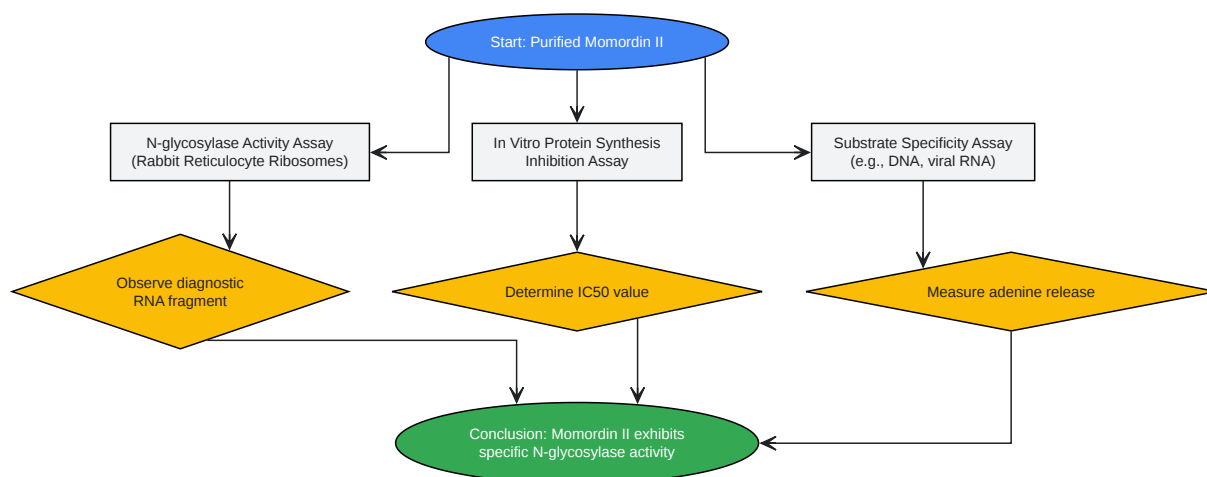 Start: Purified Momordin II
N-glycosylase Activity Assay
(Rabbit Reticulocyte Ribosomes)
In Vitro Protein Synthesis
Inhibition Assay
Substrate Specificity Assay
(e.g., DNA, viral RNA)
Observe diagnostic
RNA fragment
Determine IC50 value
Measure adenine release
Conclusion: Momordin II exhibits
specific N-glycosylase activity